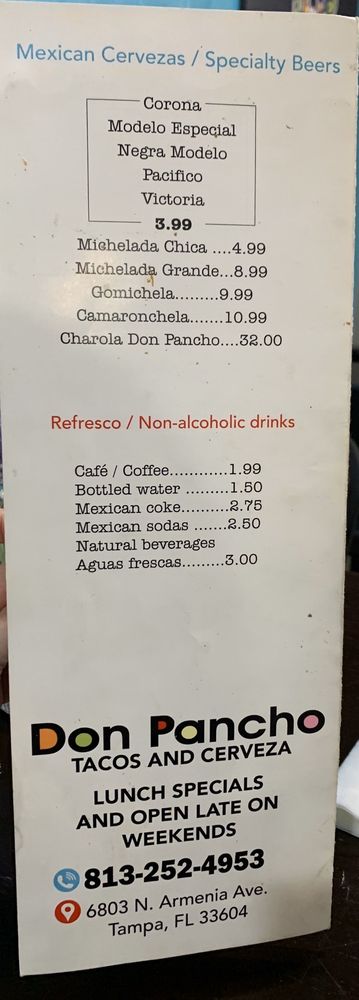 Mexican Cervezas / Specialty Beers
Corona
Modelo Especial
Negra Modelo
Pacifico
Victoria
3.99
Michelada Chica ....4.99
Michelada Grande...8.99
Gomichela.........9.99
Camaronchela.......10.99
Charola Don Pancho....32.00
Refresco / Non-alcoholic drinks
Café / Coffee............1.99
Bottled water .........1.50
Mexican coke..........2.75
Mexican sodas .......2.50
Natural beverages
Aguas frescas.........3.00
Don Pancho
TACOS AND CERVEZA
LUNCH SPECIALS
AND OPEN LATE ON
WEEKENDS
813-252-4953
6803 N. Armenia Ave.
Tampa, FL 33604